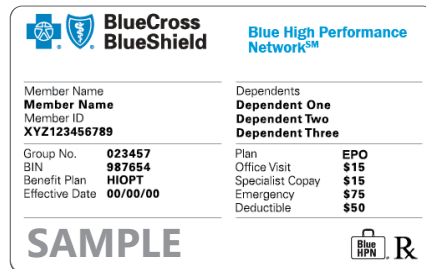 BlueCross
BlueShield
Blue High Performance
Network℠
Member Name
Member Name
Member ID
XYZ123456789
Dependents
Dependent One
Dependent Two
Dependent Three
Group No. 023457
BIN 987654
Benefit Plan HIOPT
Effective Date 00/00/00
Plan EPO
Office Visit $15
Specialist Copay $15
Emergency $75
Deductible $50
SAMPLE
Blue
HPN
Rx